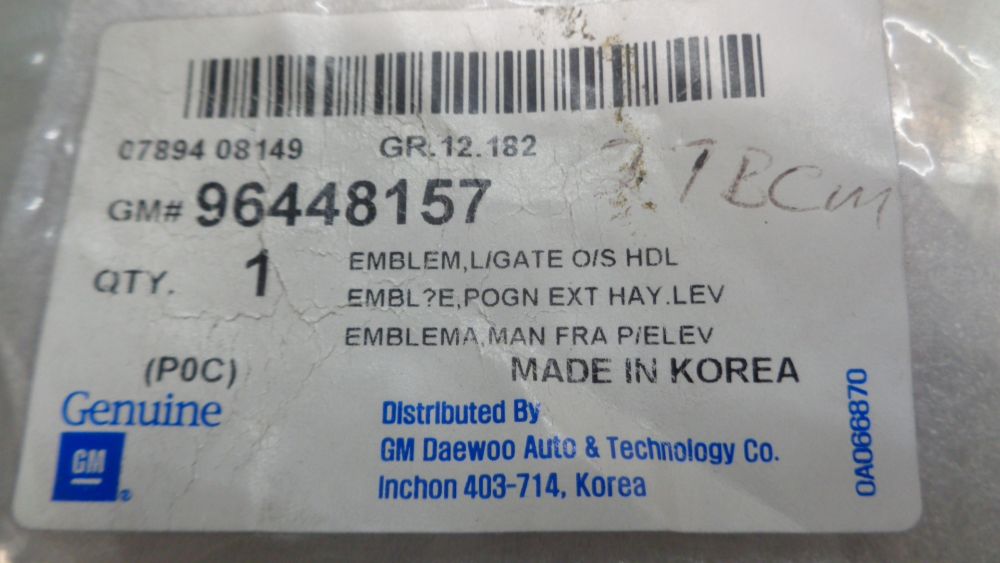 07894 08149 GR.12.182
GM# 96448157
QTY. 1
EMBLEM,L/GATE O/S HDL
EMBL?E,POGN EXT HAY.LEV
EMBLEMA,MAN FRA P/ELEV
(P0C)
MADE IN KOREA
Genuine
GM
Distributed By
GM Daewoo Auto & Technology Co.
Inchon 403-714, Korea
0A066870